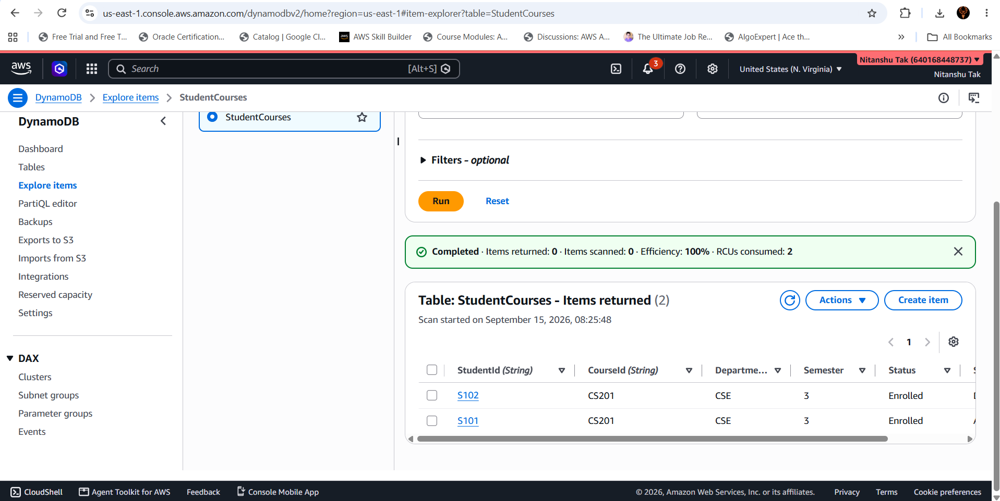 us-east-1.console.aws.amazon.com/dynamodbv2/home?region=us-east-1#item-explorer?table=StudentCourses
Free Trial and Free T...
Oracle Certification...
Catalog | Google Cl...
aws
AWS Skill Builder
Course Modules: A...
Discussions: AWS A...
The Ultimate Job Re...
AlgoExpert | Ace th...
All Bookmarks
aws
Search
[Alt+S]
3
United States (N. Virginia)
Nitanshu Tak (640168448737)
Nitanshu Tak
DynamoDB
Explore items
StudentCourses
DynamoDB
Dashboard
Tables
Explore items
PartiQL editor
Backups
Exports to S3
Imports from S3
Integrations
Reserved capacity
Settings
DAX
Clusters
Subnet groups
Parameter groups
Events
StudentCourses
Filters - optional
Run
Reset
Completed · Items returned: 0 · Items scanned: 0 · Efficiency: 100% · RCUs consumed: 2
Table: StudentCourses - Items returned (2)
Actions
Create item
Scan started on September 15, 2026, 08:25:48
1
StudentId (String)
CourseId (String)
Departme...
Semester
Status
S102
CS201
CSE
3
Enrolled
S101
CS201
CSE
3
Enrolled
CloudShell
Agent Toolkit for AWS
Feedback
Console Mobile App
© 2026, Amazon Web Services, Inc. or its affiliates.
Privacy
Terms
Cookie preferences